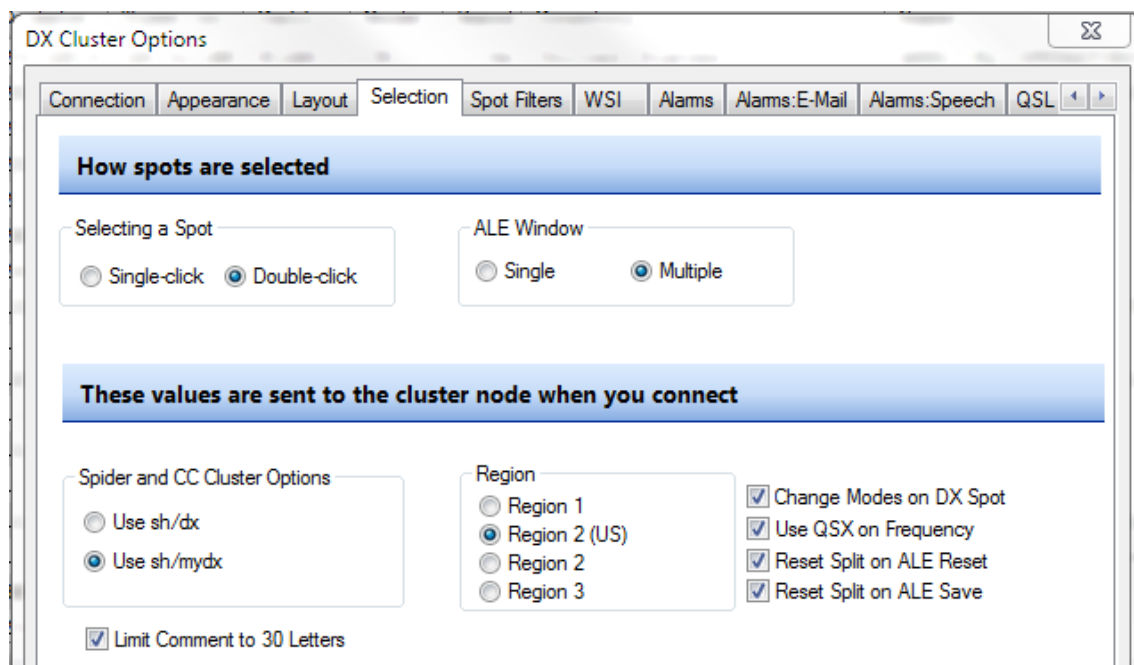 DX Cluster Options
Connection Appearance Layout Selection Spot Filters WSI Alarms Alarms:E-Mail Alarms:Speech QSL
How spots are selected
Selecting a Spot
Single-click Double-click
ALE Window
Single Multiple
These values are sent to the cluster node when you connect
Spider and CC Cluster Options
Use sh/dx
Use sh/mydx
Limit Comment to 30 Letters
Region
Region 1
Region 2 (US)
Region 2
Region 3
Change Modes on DX Spot
Use QSX on Frequency
Reset Split on ALE Reset
Reset Split on ALE Save